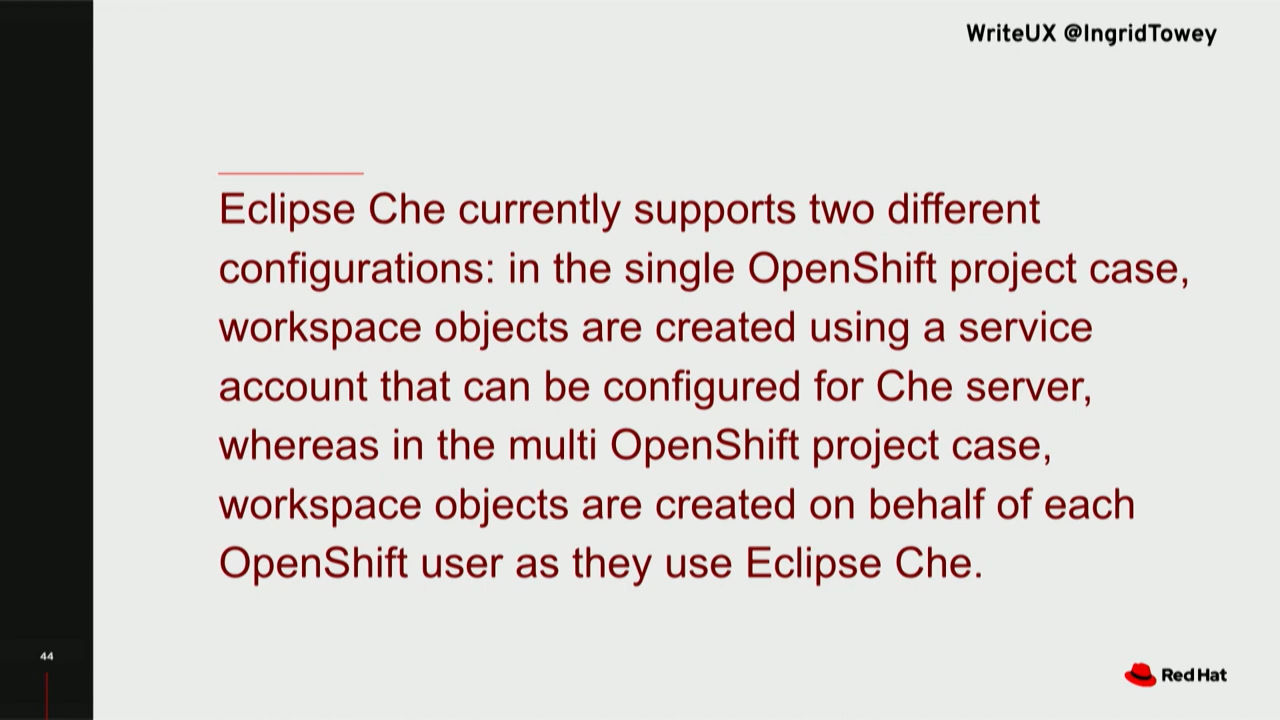 WriteUX @IngridTowey
Eclipse Che currently supports two different
configurations: in the single OpenShift project case,
workspace objects are created using a service
account that can be configured for Che server,
whereas in the multi OpenShift project case,
workspace objects are created on behalf of each
OpenShift user as they use Eclipse Che.
44
Red Hat